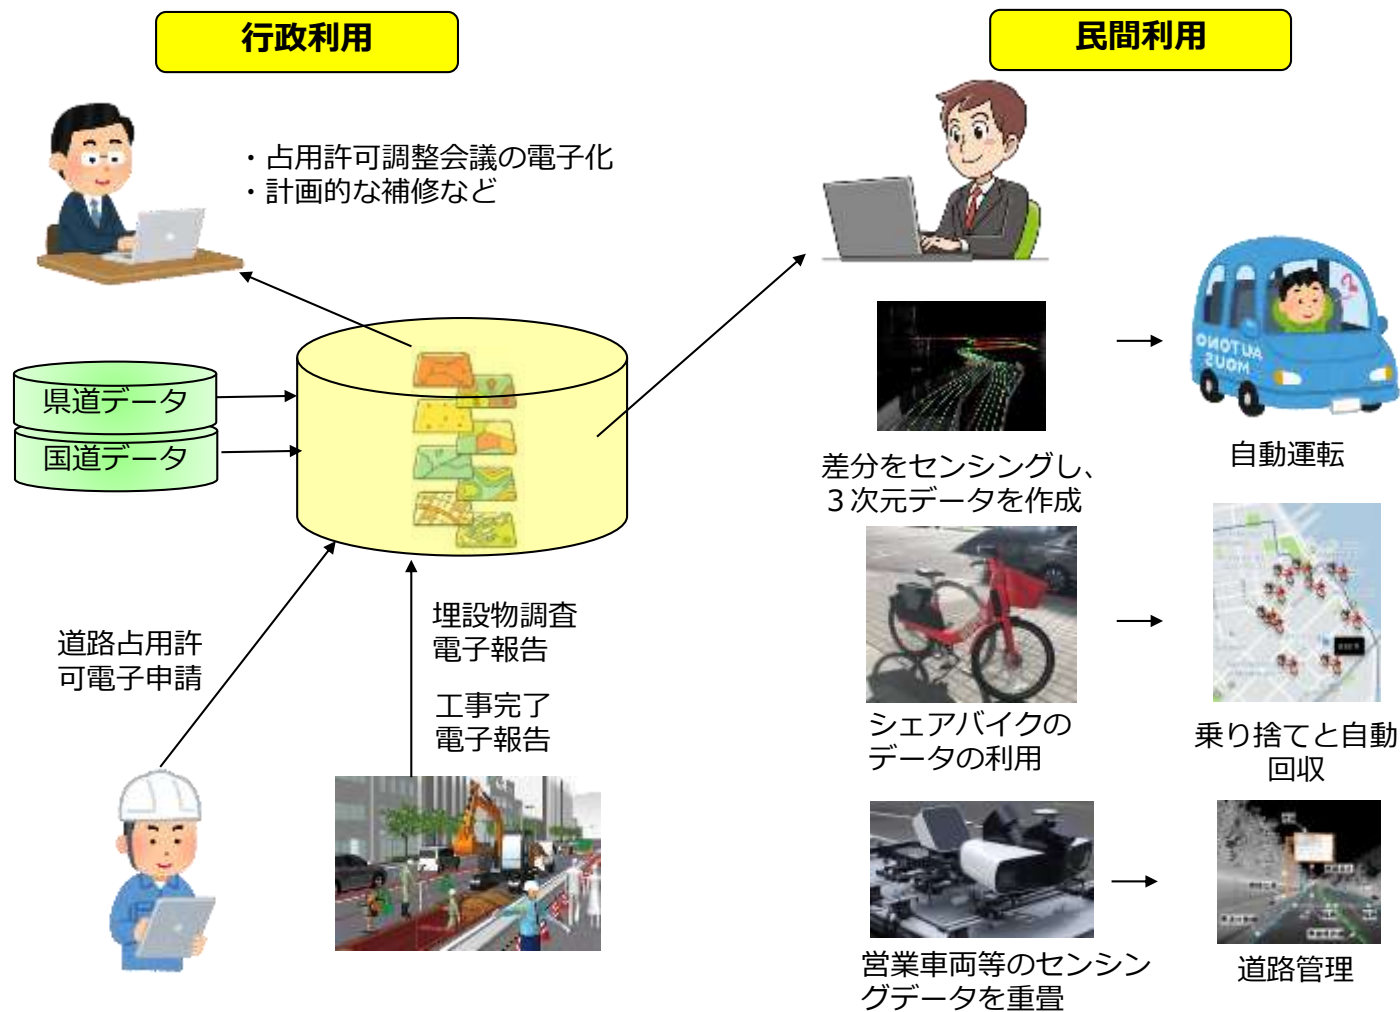 行政利用
・占用許可調整会議の電子化
・計画的な補修など
県道データ
国道データ
道路占用許
可電子申請
埋設物調査
電子報告
工事完了
電子報告
民間利用
AUTONO
MOUS
差分をセンシングし、
３次元データを作成
自動運転
シェアバイクの
データの利用
乗り捨てと自動
回収
営業車両等のセンシン
グデータを重畳
道路管理